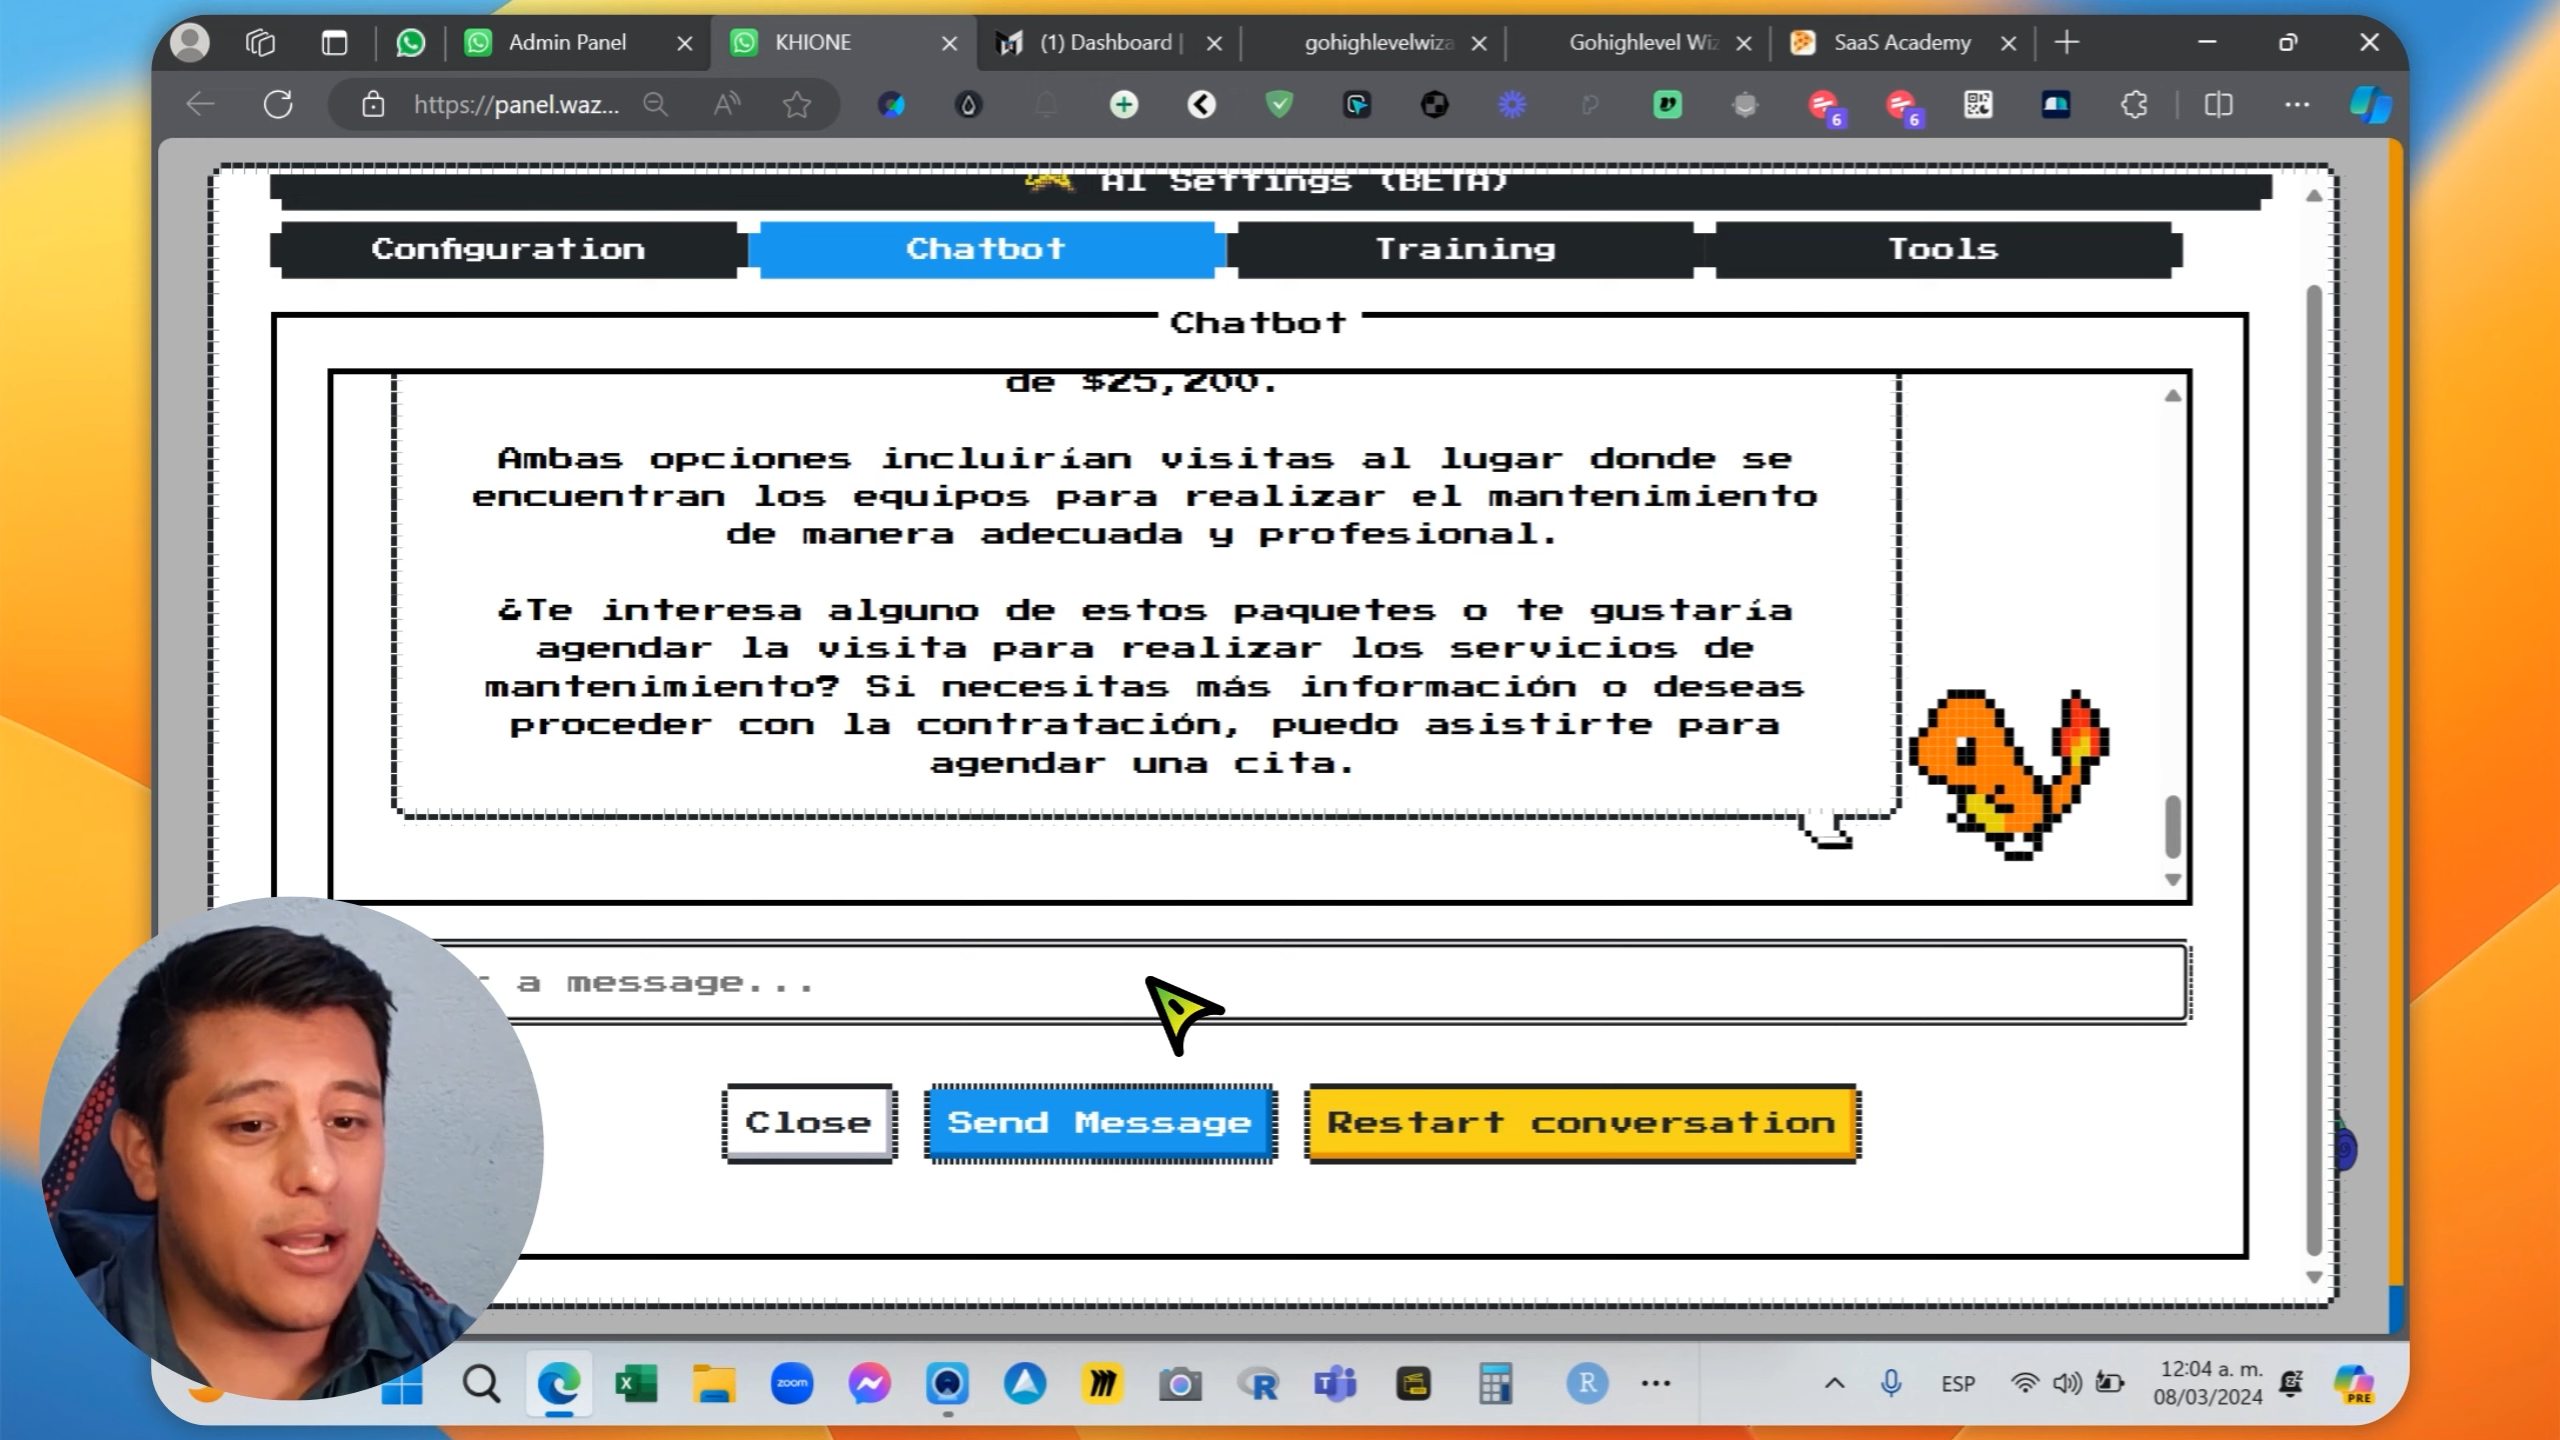 Admin Panel
KHIONE
(1) Dashboard |
gohighlevelwiza
Gohighlevel Wiz
SaaS Academy
https://panel.waz...
6
6
AI Settings (BETA)
Configuration
Chatbot
Training
Tools
Chatbot
de $25,200.
Ambas opciones incluirían visitas al lugar donde se
encuentran los equipos para realizar el mantenimiento
de manera adecuada y profesional.
¿Te interesa alguno de estos paquetes o te gustaría
agendar la visita para realizar los servicios de
mantenimiento? Si necesitas más información o deseas
proceder con la contratación, puedo asistirte para
agendar una cita.
a message...
Close
Send Message
Restart conversation
zoom
ESP
12:04 a. m.
08/03/2024
PRE